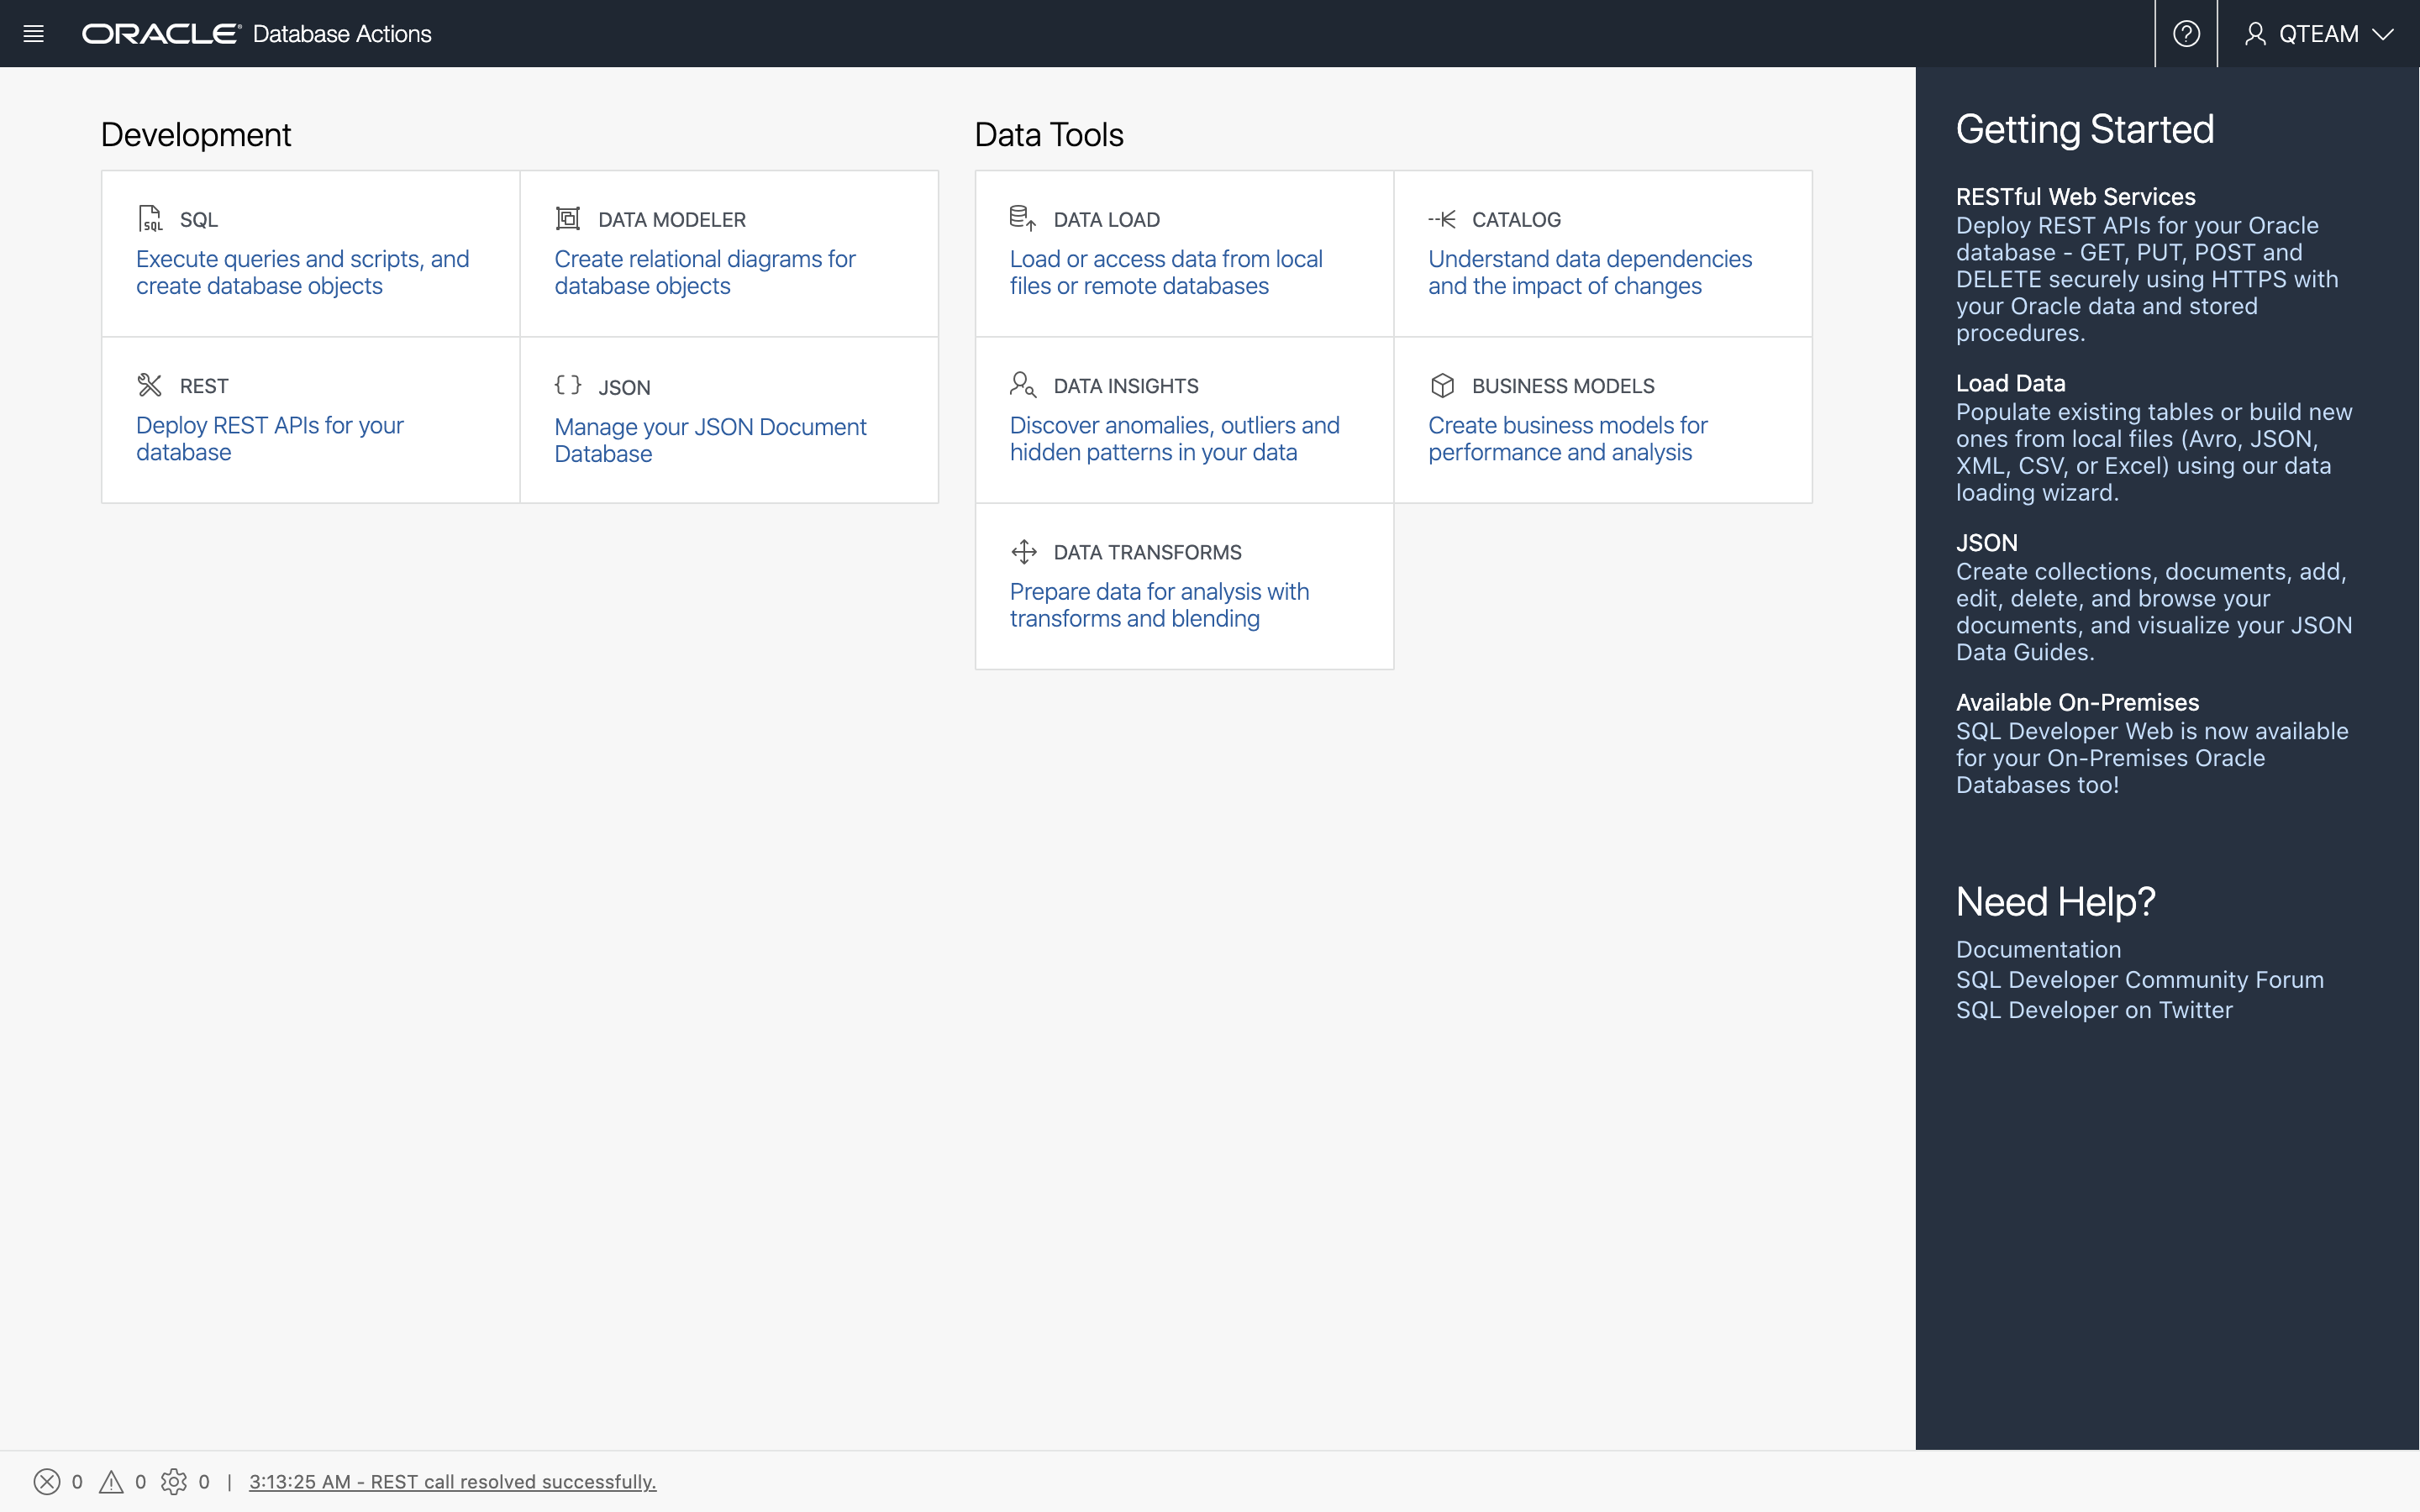 ORACLE® Database Actions
QTEAM
Development
SQL
Execute queries and scripts, and
create database objects
DATA MODELER
Create relational diagrams for
database objects
REST
Deploy REST APIs for your
database
{ } JSON
Manage your JSON Document
Database
Data Tools
DATA LOAD
Load or access data from local
files or remote databases
CATALOG
Understand data dependencies
and the impact of changes
DATA INSIGHTS
Discover anomalies, outliers and
hidden patterns in your data
BUSINESS MODELS
Create business models for
performance and analysis
DATA TRANSFORMS
Prepare data for analysis with
transforms and blending
Getting Started
RESTful Web Services
Deploy REST APIs for your Oracle
database - GET, PUT, POST and
DELETE securely using HTTPS with
your Oracle data and stored
procedures.
Load Data
Populate existing tables or build new
ones from local files (Avro, JSON,
XML, CSV, or Excel) using our data
loading wizard.
JSON
Create collections, documents, add,
edit, delete, and browse your
documents, and visualize your JSON
Data Guides.
Available On-Premises
SQL Developer Web is now available
for your On-Premises Oracle
Databases too!
Need Help?
Documentation
SQL Developer Community Forum
SQL Developer on Twitter
0 0 0 | 3:13:25 AM - REST call resolved successfully.